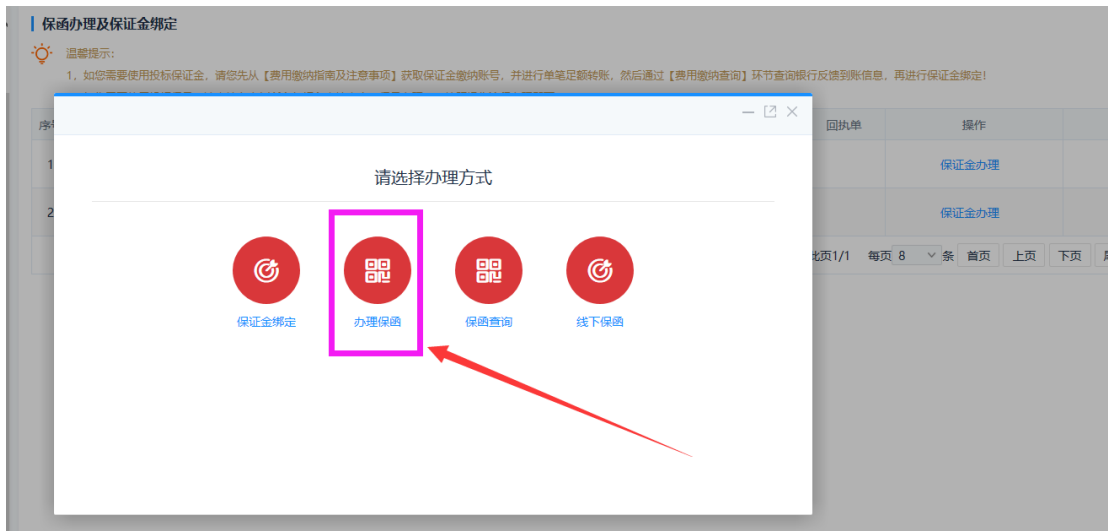 保函办理及保证金绑定
温馨提示：
1、如您需要使用投标保证金，请您先从【费用缴纳指南及注意事项】获取保证金缴纳账号，并进行单笔足额转账，然后通过【费用缴纳查询】环节查询银行反馈到账信息，再进行保证金绑定!
序号 回执单 操作
1 保证金办理
2 保证金办理
此页1/1 每页 8 条 首页 上页 下页
请选择办理方式
保证金绑定 办理保函 保函查询 线下保函